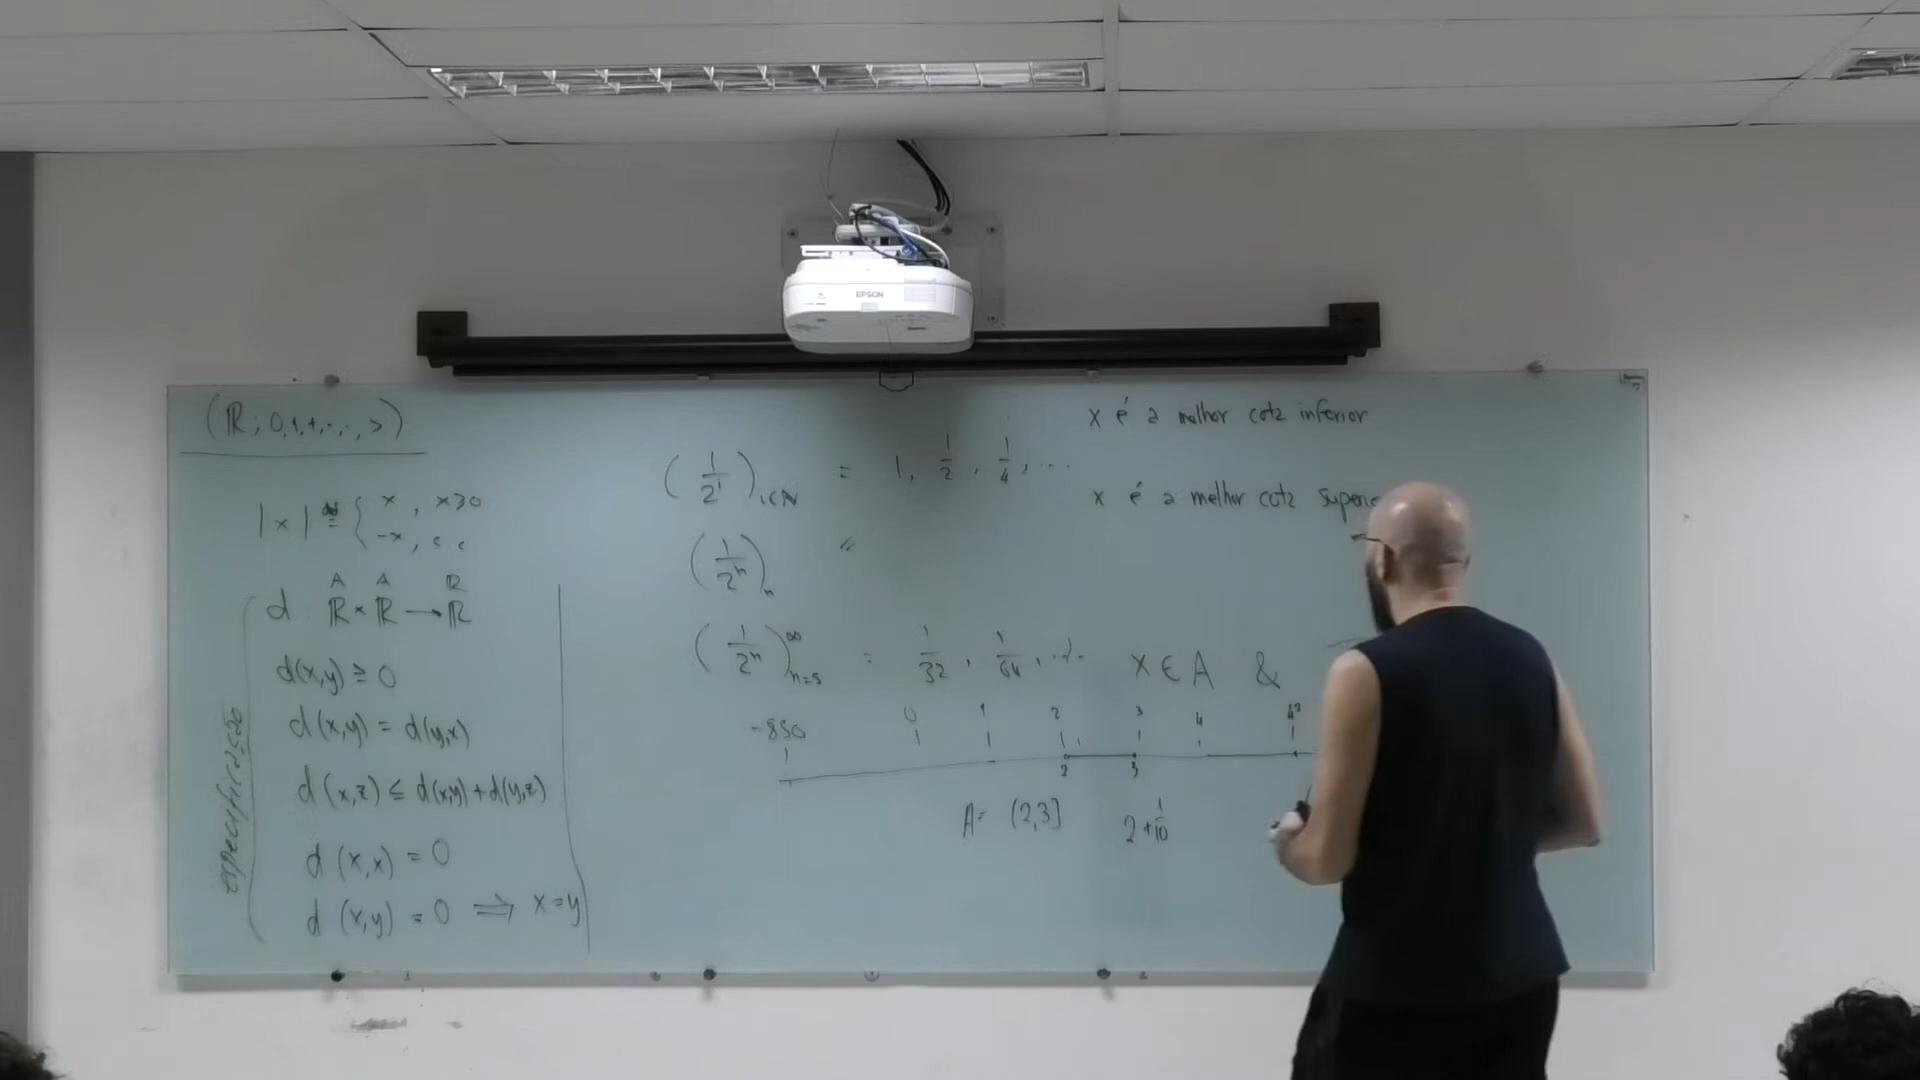 (ℝ; 0,1,+,-,·,>)
|x| def= { x , x≥0
-x , c.c
A A R
d : ℝ × ℝ → ℝ
especificação
d(x,y) ≥ 0
d(x,y) = d(y,x)
d(x,z) ≤ d(x,y) + d(y,z)
d(x,x) = 0
d(x,y) = 0 ⟹ x=y
(1/2^i)_{i∈N} = 1, 1/2, 1/4, ...
(1/2^n)_n "
(1/2^n)^∞_{n=5} = 1/32, 1/64, ...
-850 0 1 2 3 4
2 3
A = (2,3] 2+1/10
x é a melhor cota inferior
x é a melhor cota
x ∈ A &
EPSON